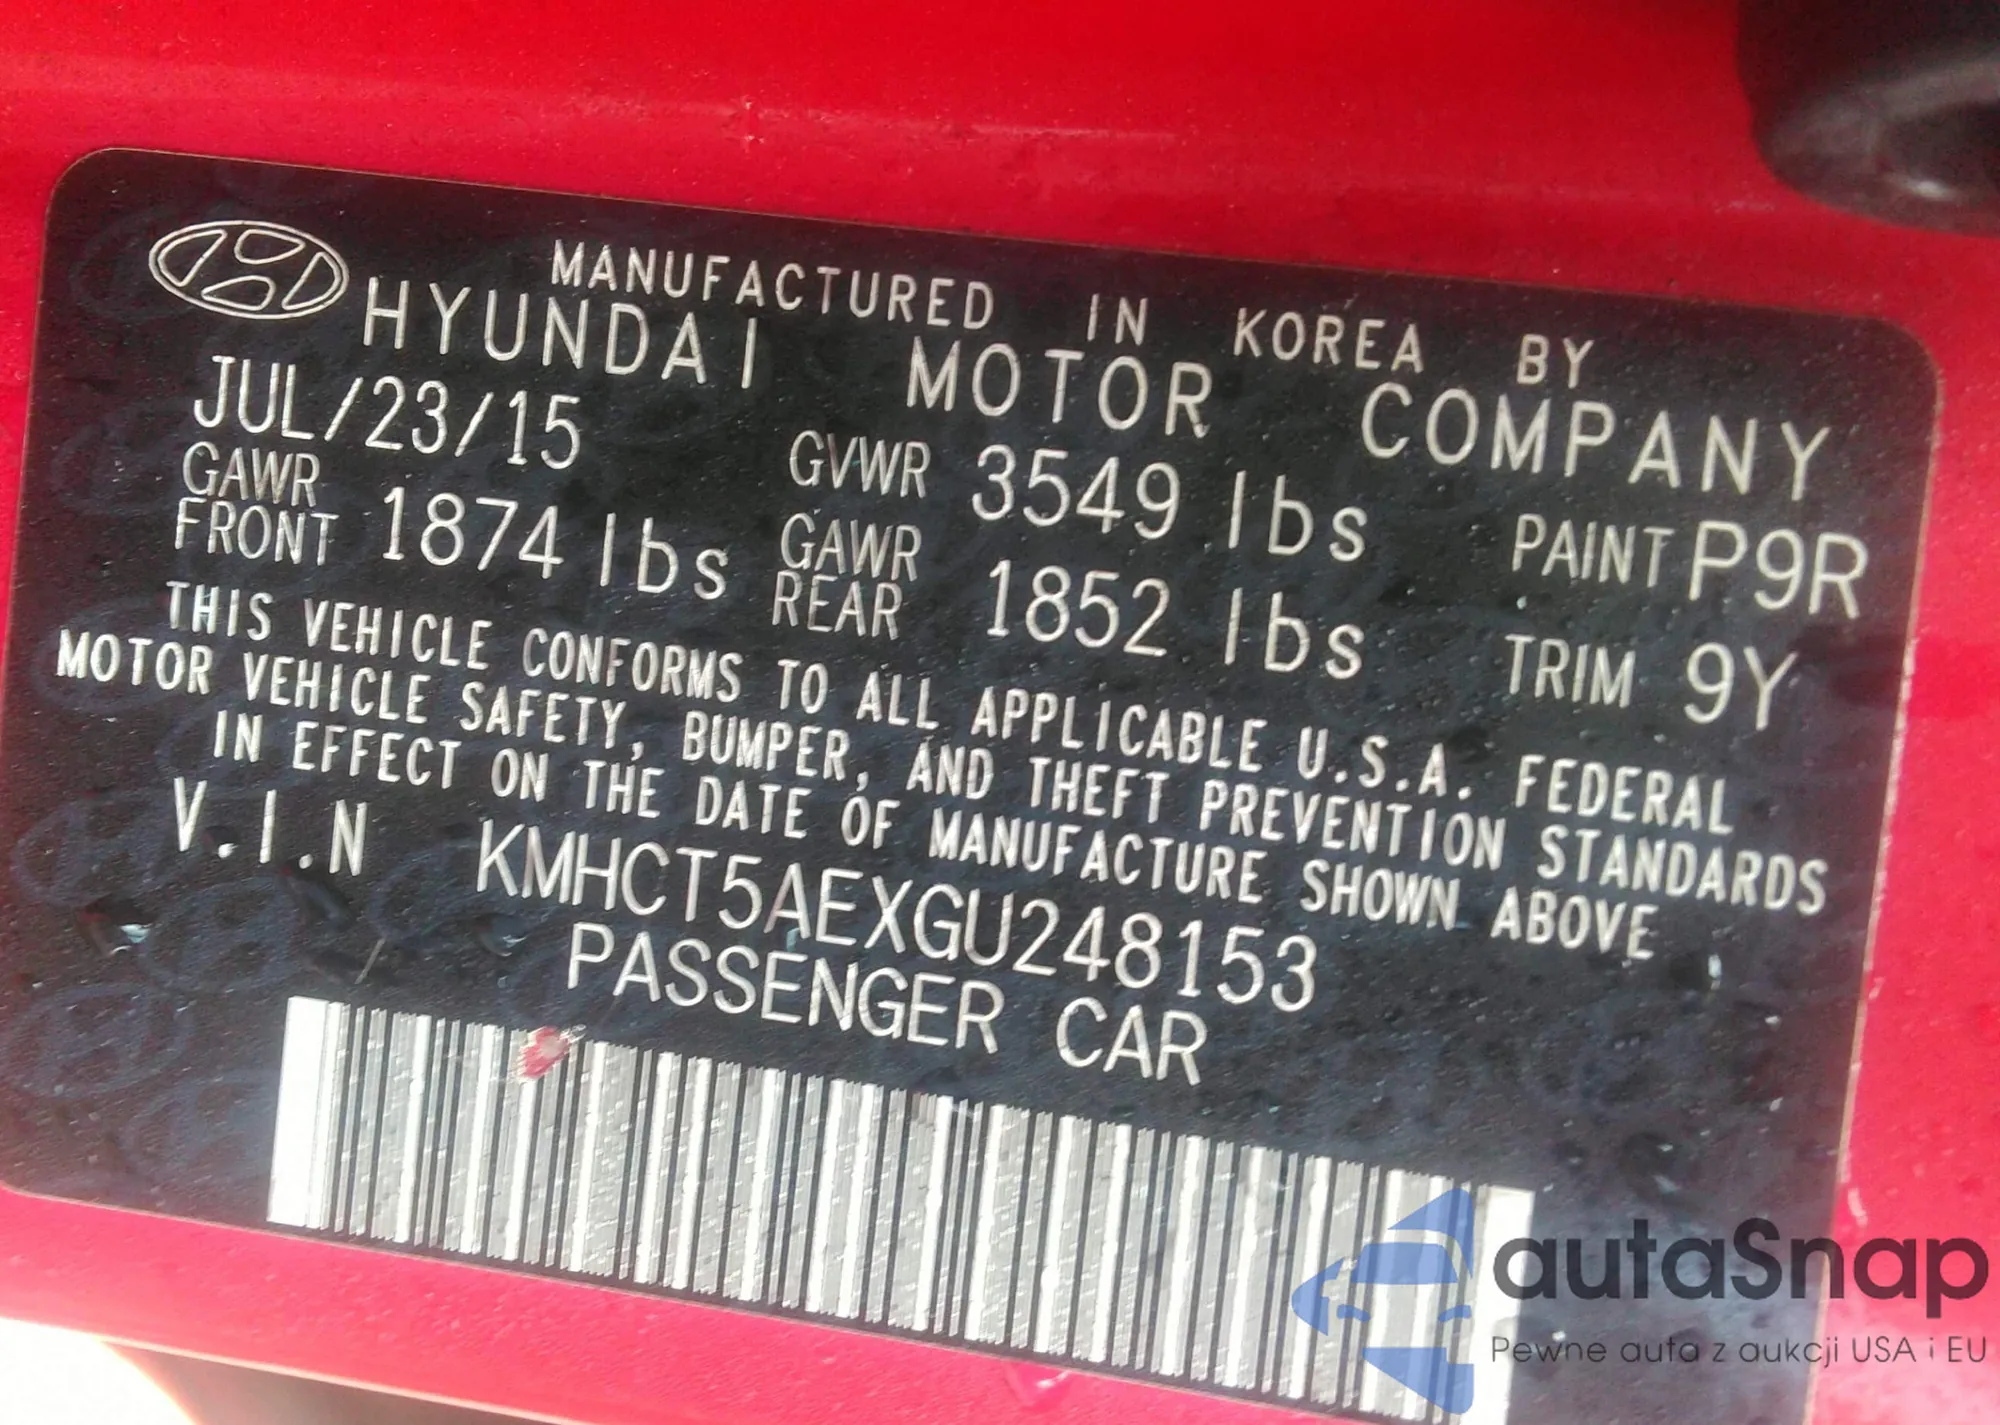 MANUFACTURED IN KOREA BY
HYUNDAI MOTOR COMPANY
JUL/23/15 GVWR 3549 lbs PAINT P9R
GAWR FRONT 1874 lbs GAWR REAR 1852 lbs TRIM 9Y
THIS VEHICLE CONFORMS TO ALL APPLICABLE U.S.A. FEDERAL
MOTOR VEHICLE SAFETY, BUMPER, AND THEFT PREVENTION STANDARDS
IN EFFECT ON THE DATE OF MANUFACTURE SHOWN ABOVE
V.I.N KMHCT5AEXGU248153
PASSENGER CAR
autaSnap
Pewne auta z aukcji USA i EU